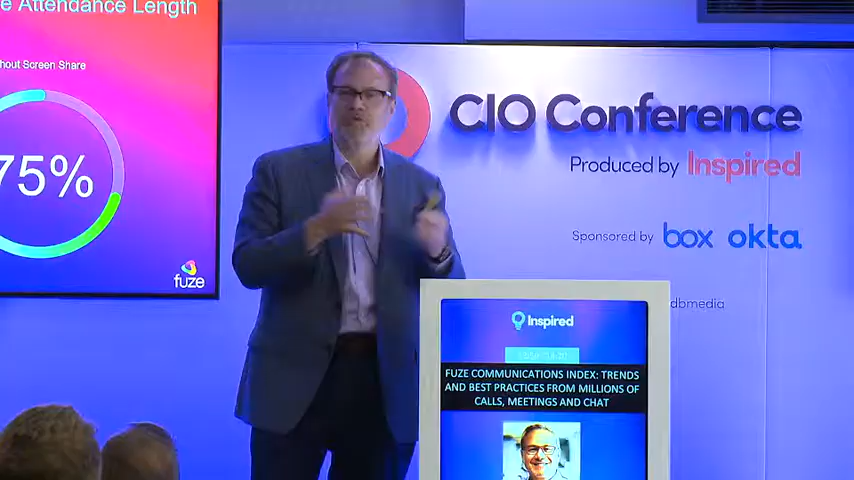 e Attendance Length
hout Screen Share
75%
fuze
CIO Conference
Produced by Inspired
Sponsored by box okta
dbmedia
Inspired
FUZE COMMUNICATIONS INDEX: TRENDS
AND BEST PRACTICES FROM MILLIONS OF
CALLS, MEETINGS AND CHAT